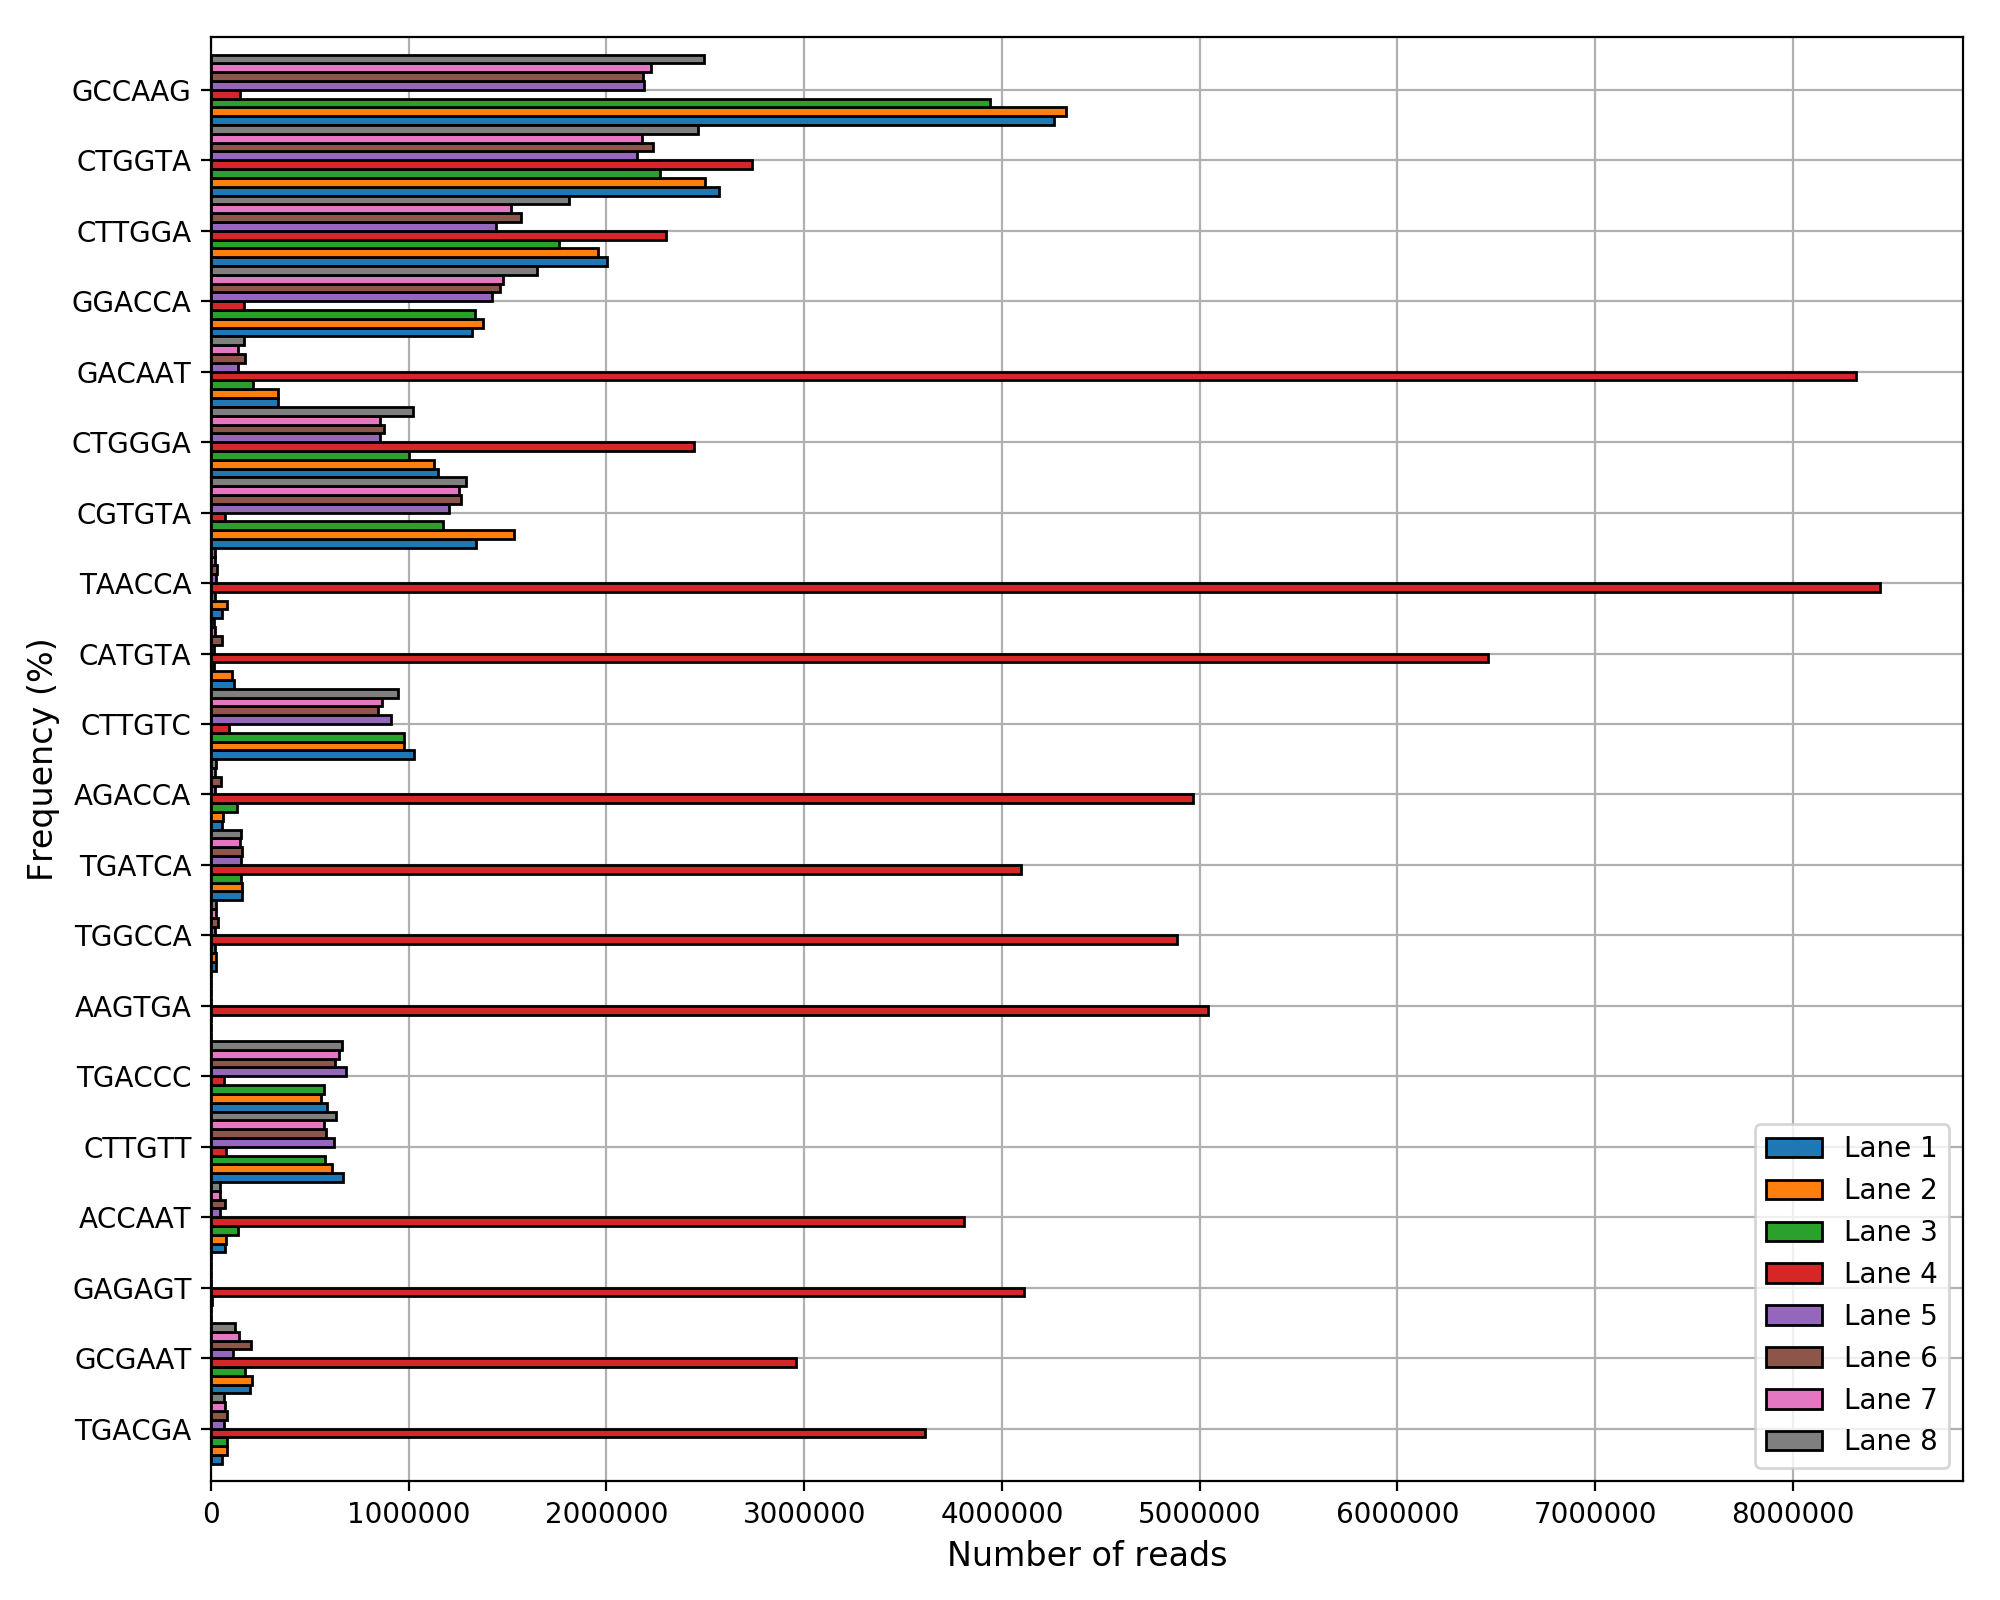 GCCAAG
CTGGTA
CTTGGA
GGACCA
GACAAT
CTGGGA
CGTGTA
TAACCA
CATGTA
CTTGTC
AGACCA
TGATCA
TGGCCA
AAGTGA
TGACCC
CTTGTT
ACCAAT
GAGAGT
GCGAAT
TGACGA
Frequency (%)
Lane 1
Lane 2
Lane 3
Lane 4
Lane 5
Lane 6
Lane 7
Lane 8
0 1000000 2000000 3000000 4000000 5000000 6000000 7000000 8000000
Number of reads